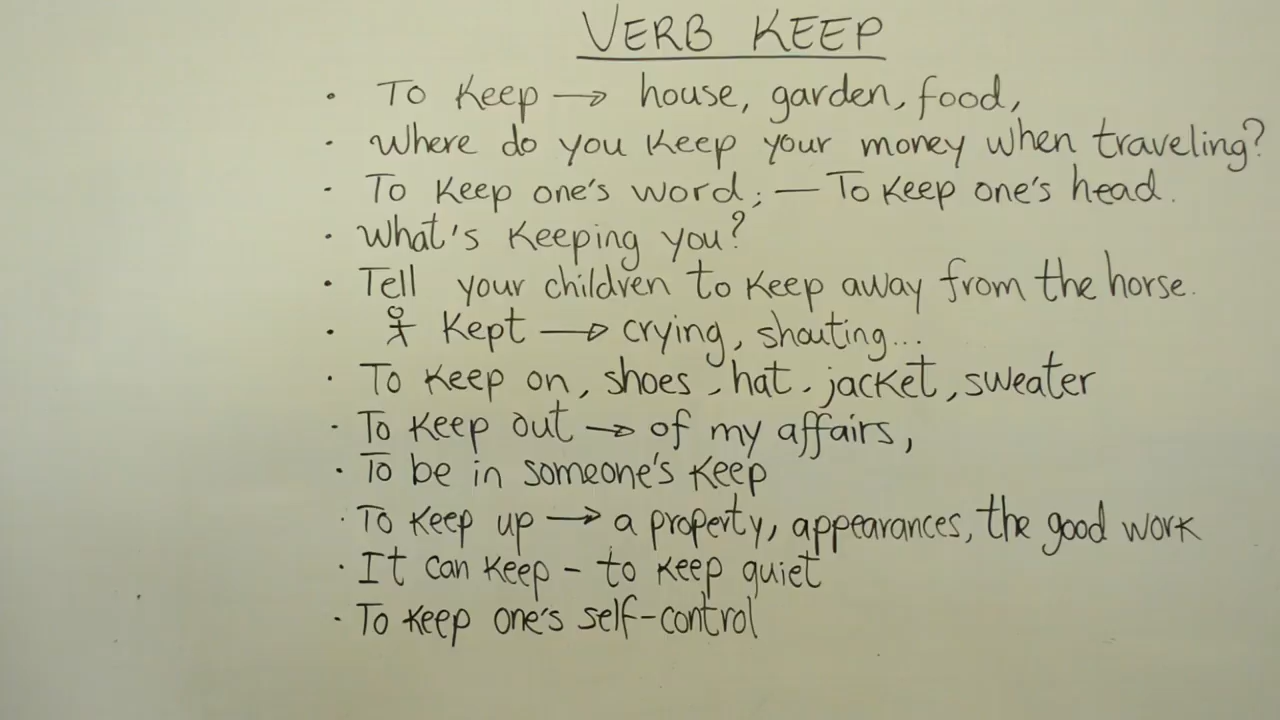 VERB KEEP
• To Keep → house, garden, food,
• Where do you Keep your money when traveling?
• To Keep one's word; — To Keep one's head.
• What's Keeping you?
• Tell your children to Keep away from the horse.
• Kept → crying, shouting...
• To Keep on, shoes, hat, jacket, sweater
• To Keep out → of my affairs,
• To be in someone's Keep
• To Keep up → a property, appearances, the good work
• It can Keep - to Keep quiet
• To Keep one's self-control